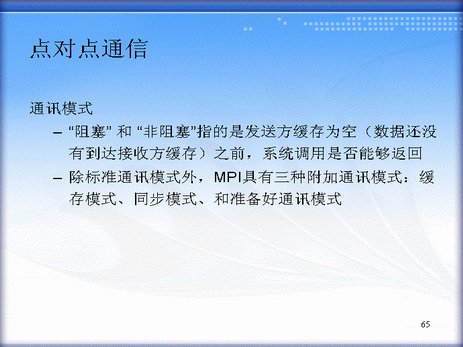 点对点通信
通讯模式
– “阻塞” 和 “非阻塞”指的是发送方缓存为空（数据还没
有到达接收方缓存）之前，系统调用是否能够返回
– 除标准通讯模式外，MPI具有三种附加通讯模式：缓
存模式、同步模式、和准备好通讯模式
65